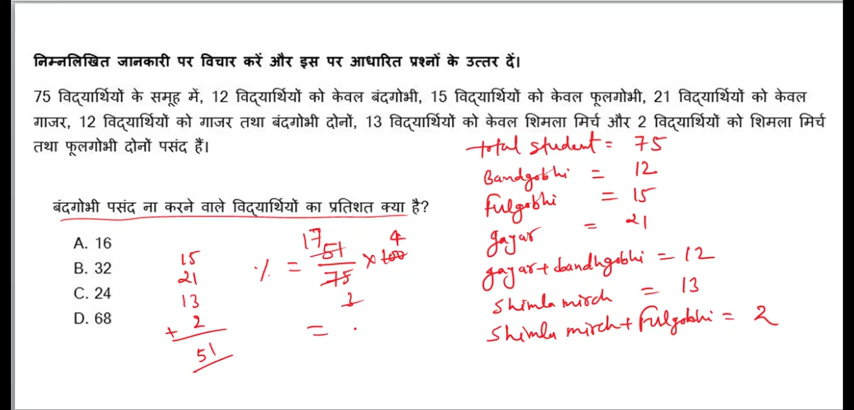 निम्नलिखित जानकारी पर विचार करें और इस पर आधारित प्रश्नों के उत्तर दें।
75 विद्यार्थियों के समूह में, 12 विद्यार्थियों को केवल बंदगोभी, 15 विद्यार्थियों को केवल फूलगोभी, 21 विद्यार्थियों को केवल
गाजर, 12 विद्यार्थियों को गाजर तथा बंदगोभी दोनों, 13 विद्यार्थियों को केवल शिमला मिर्च और 2 विद्यार्थियों को शिमला मिर्च
तथा फूलगोभी दोनों पसंद हैं।
बंदगोभी पसंद ना करने वाले विद्यार्थियों का प्रतिशत क्या है?
A. 16
B. 32
C. 24
D. 68
15
21
13
+ 2
51
% = 51/75 × 100
17 4
3
=
total student = 75
Bandgobhi = 12
Fulgobhi = 15
gajar = 21
gajar + bandhgobhi = 12
Shimla mirch = 13
Shimla mirch + Fulgobhi = 2